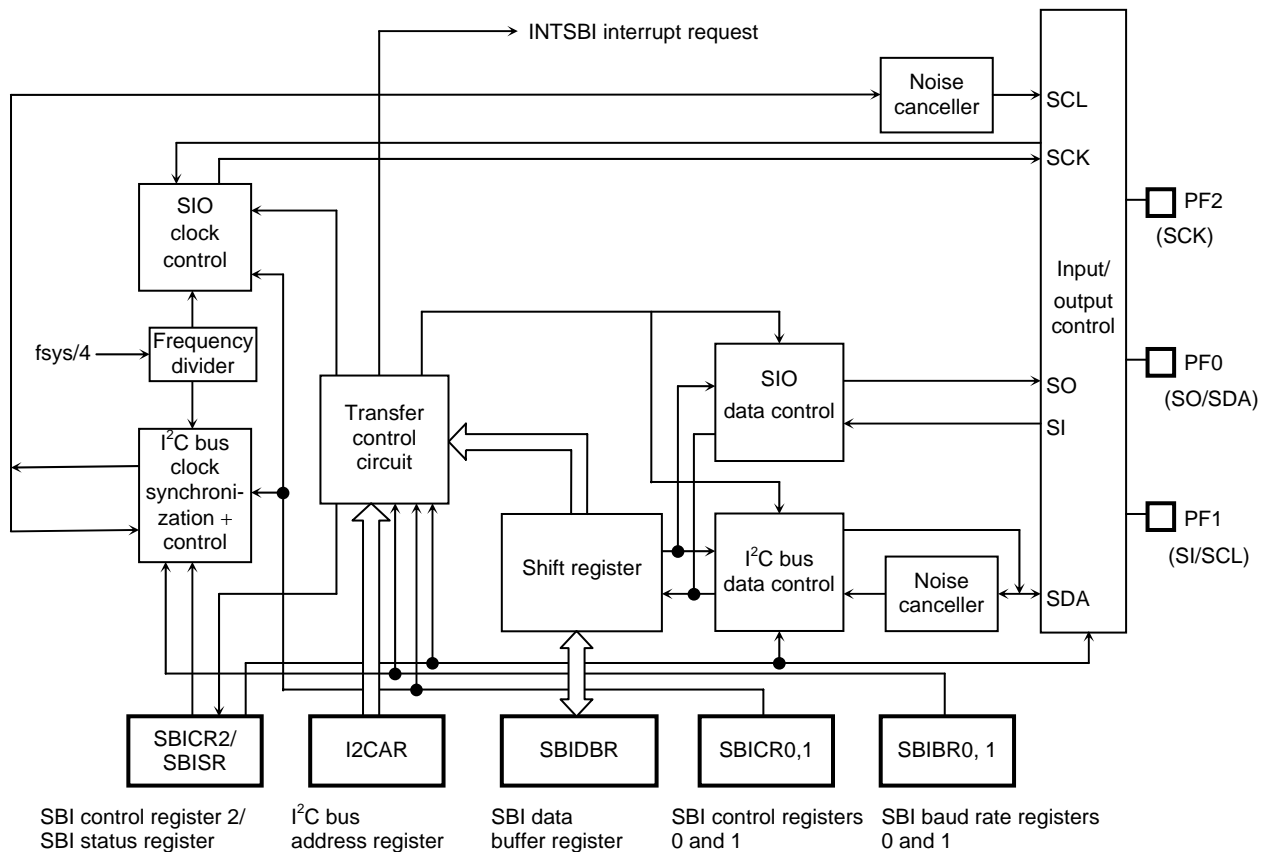 INTSBI interrupt request
Noise
canceller
SCL
SCK
SIO
clock
control
PF2
(SCK)
Input/
output
control
fsys/4
Frequency
divider
SIO
data control
SO
SI
PF0
(SO/SDA)
Transfer
control
circuit
I²C bus
clock
synchroni-
zation +
control
PF1
(SI/SCL)
Shift register
I²C bus
data control
Noise
canceller
SDA
SBICR2/
SBISR
I2CAR
SBIDBR
SBICR0,1
SBIBR0, 1
SBI control register 2/
SBI status register
I²C bus
address register
SBI data
buffer register
SBI control registers
0 and 1
SBI baud rate registers
0 and 1